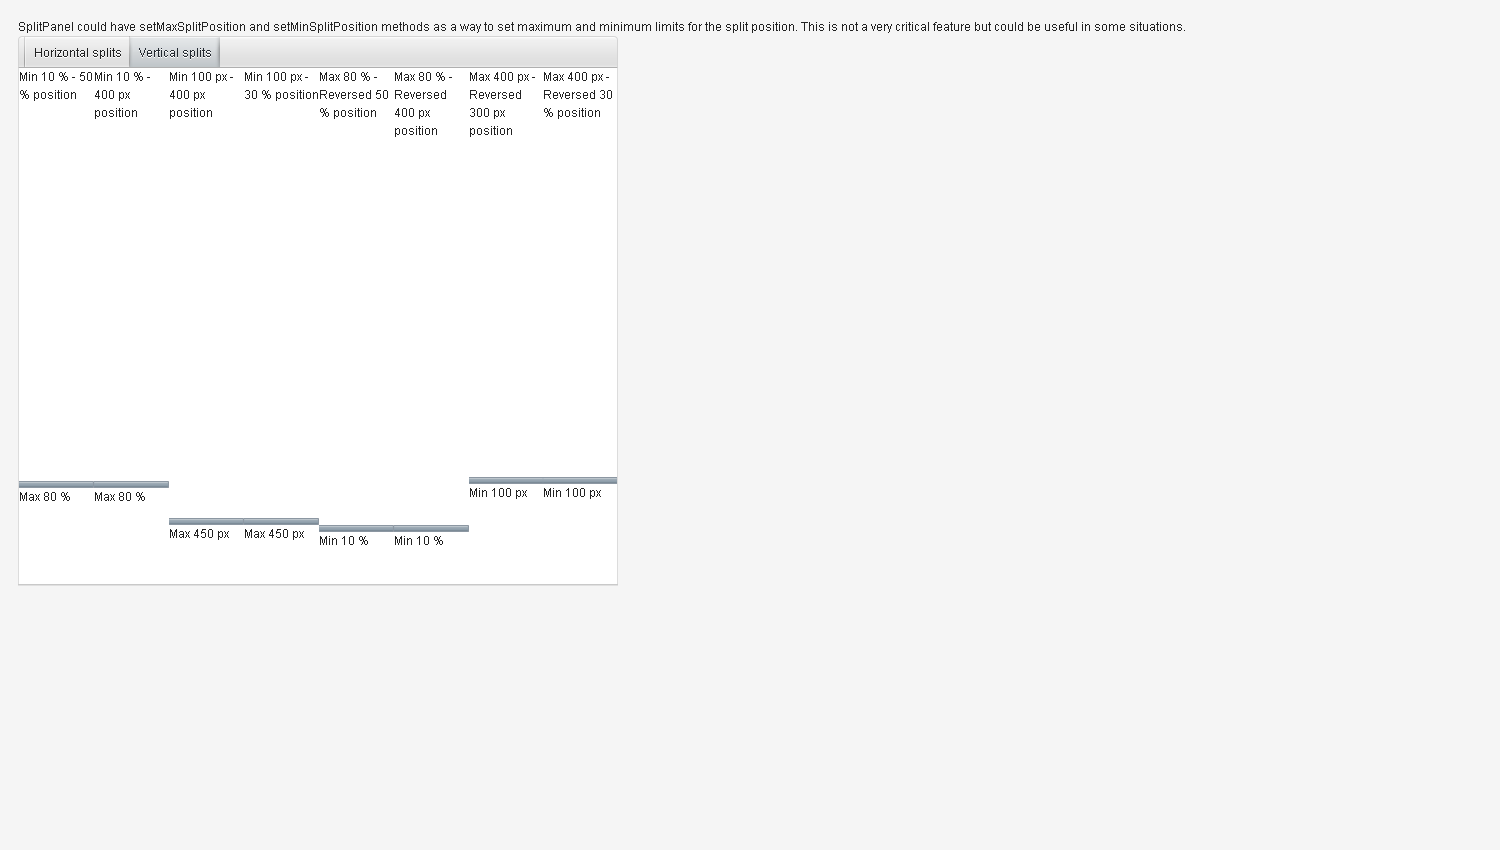 SplitPanel could have setMaxSplitPosition and setMinSplitPosition methods as a way to set maximum and minimum limits for the split position. This is not a very critical feature but could be useful in some situations.
Horizontal splits
Vertical splits
Min 10 % - 50
% position
Min 10 % -
400 px
position
Min 100 px -
400 px
position
Min 100 px -
30 % position
Max 80 % -
Reversed 50
% position
Max 80 % -
Reversed
400 px
position
Max 400 px -
Reversed
300 px
position
Max 400 px -
Reversed 30
% position
Max 80 %
Max 80 %
Max 450 px
Max 450 px
Min 10 %
Min 10 %
Min 100 px
Min 100 px